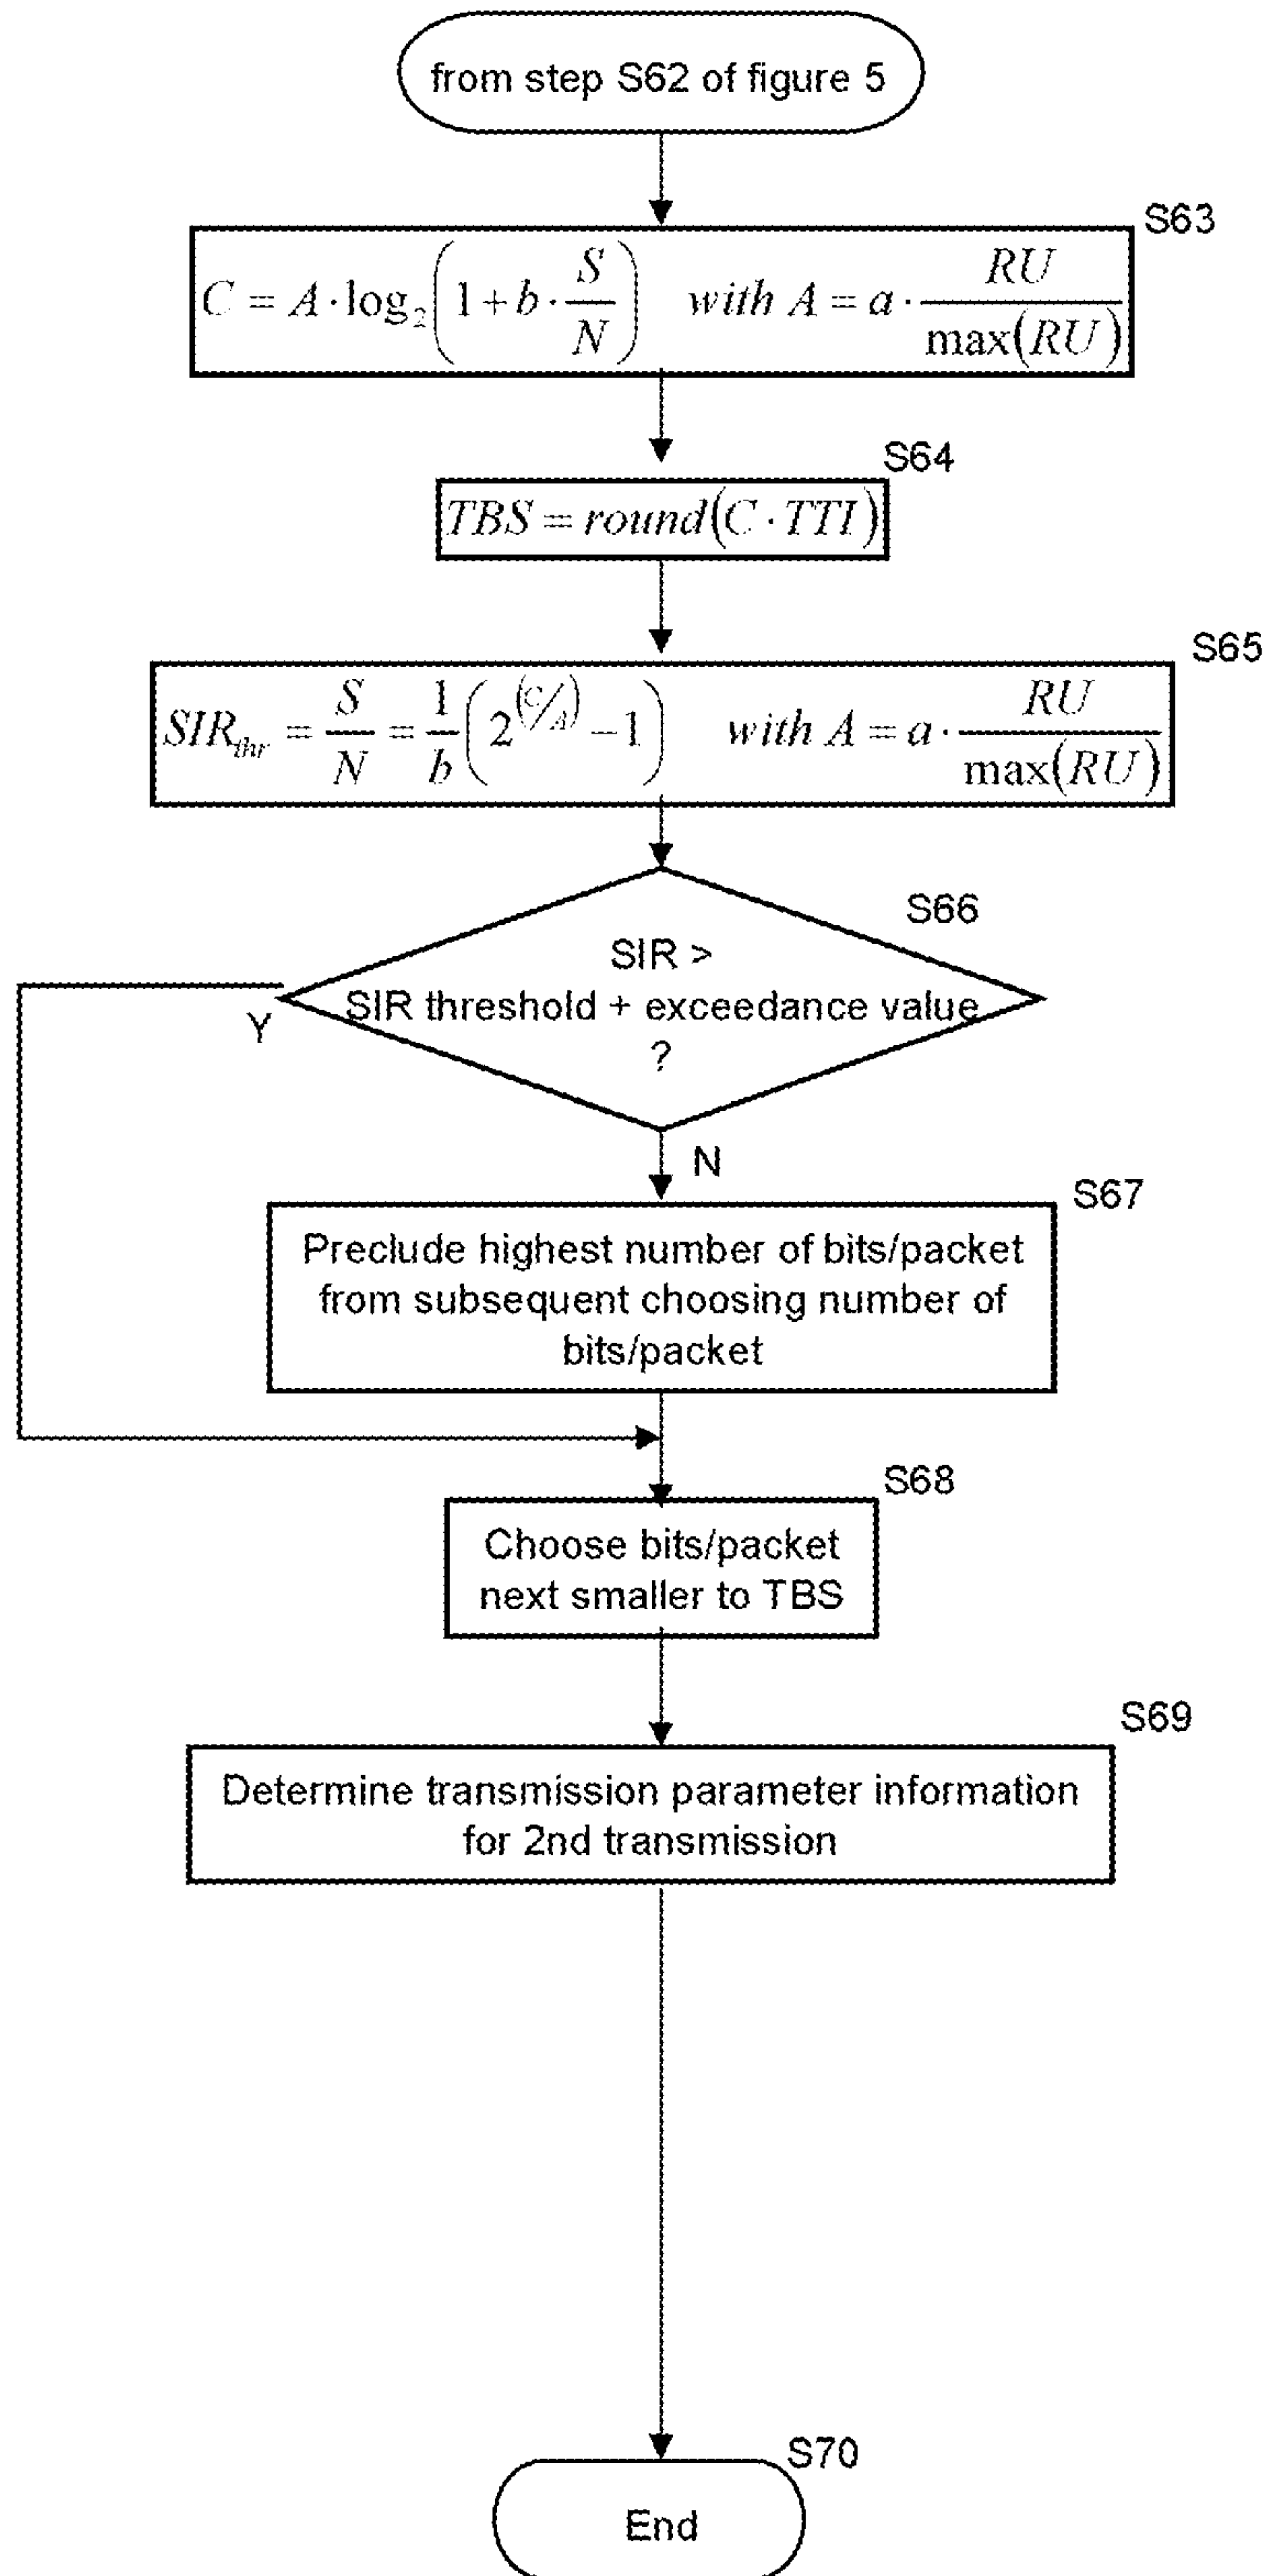 from step S62 of figure 5
S63
C = A · log₂(1 + b · S/N) with A = a · RU/max(RU)
S64
TBS = round(C · TTI)
S65
SIR_thr = S/N = 1/b (2^(C/A) − 1) with A = a · RU/max(RU)
S66
SIR >
SIR threshold + exceedance value
?
Y
N
S67
Preclude highest number of bits/packet
from subsequent choosing number of
bits/packet
S68
Choose bits/packet
next smaller to TBS
S69
Determine transmission parameter information
for 2nd transmission
S70
End